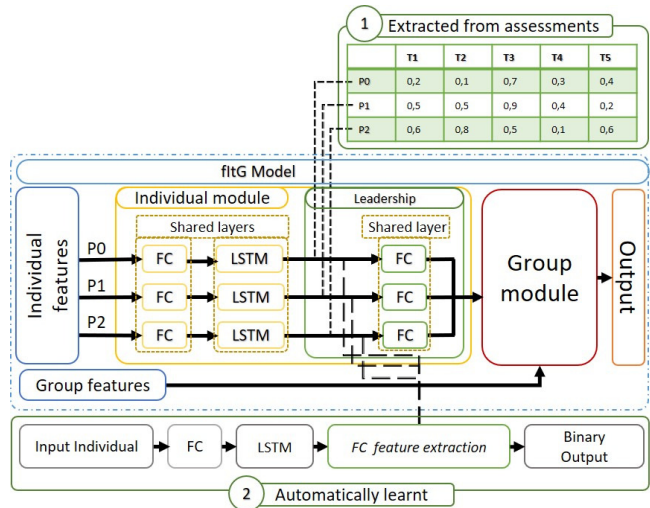 1 Extracted from assessments
T1 T2 T3 T4 T5
P0 0,2 0,1 0,7 0,3 0,4
P1 0,5 0,5 0,9 0,4 0,2
P2 0,6 0,8 0,5 0,1 0,6
fItG Model
Individual features
Individual module
Leadership
Shared layers
Shared layer
P0 FC LSTM FC
P1 FC LSTM FC
P2 FC LSTM FC
Group module
Output
Group features
Input Individual
FC
LSTM
FC feature extraction
Binary
Output
2 Automatically learnt